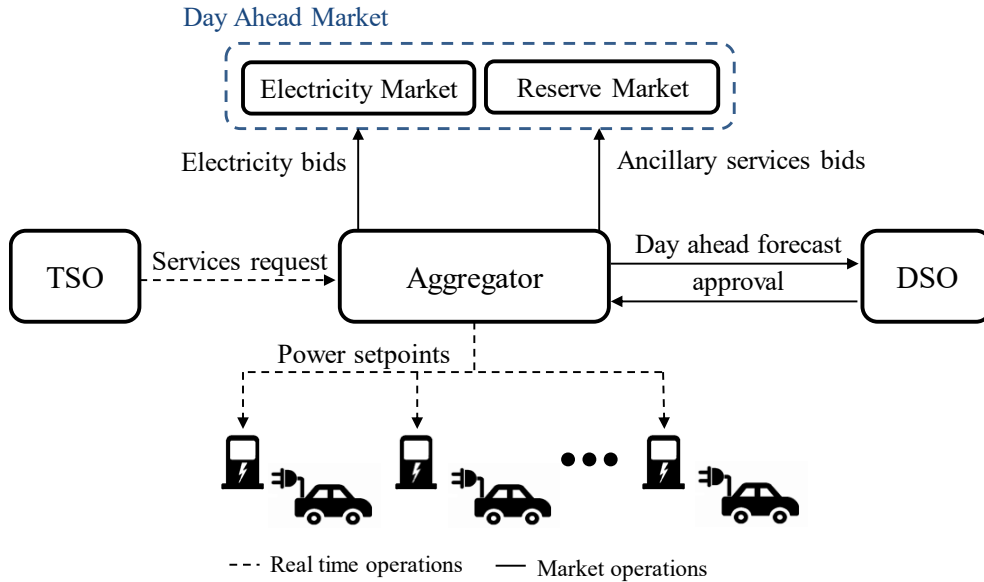 Day Ahead Market
Electricity Market
Reserve Market
Electricity bids
Ancillary services bids
TSO
Services request
Aggregator
Day ahead forecast
approval
DSO
Power setpoints
Real time operations
Market operations